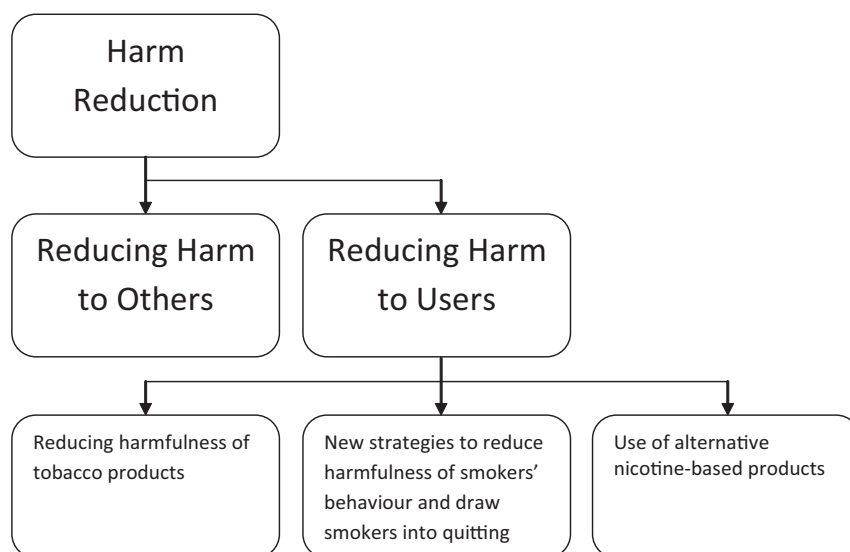 Harm
Reduction
Reducing Harm
to Others
Reducing Harm
to Users
Reducing harmfulness of
tobacco products
New strategies to reduce
harmfulness of smokers’
behaviour and draw
smokers into quitting
Use of alternative
nicotine-based products